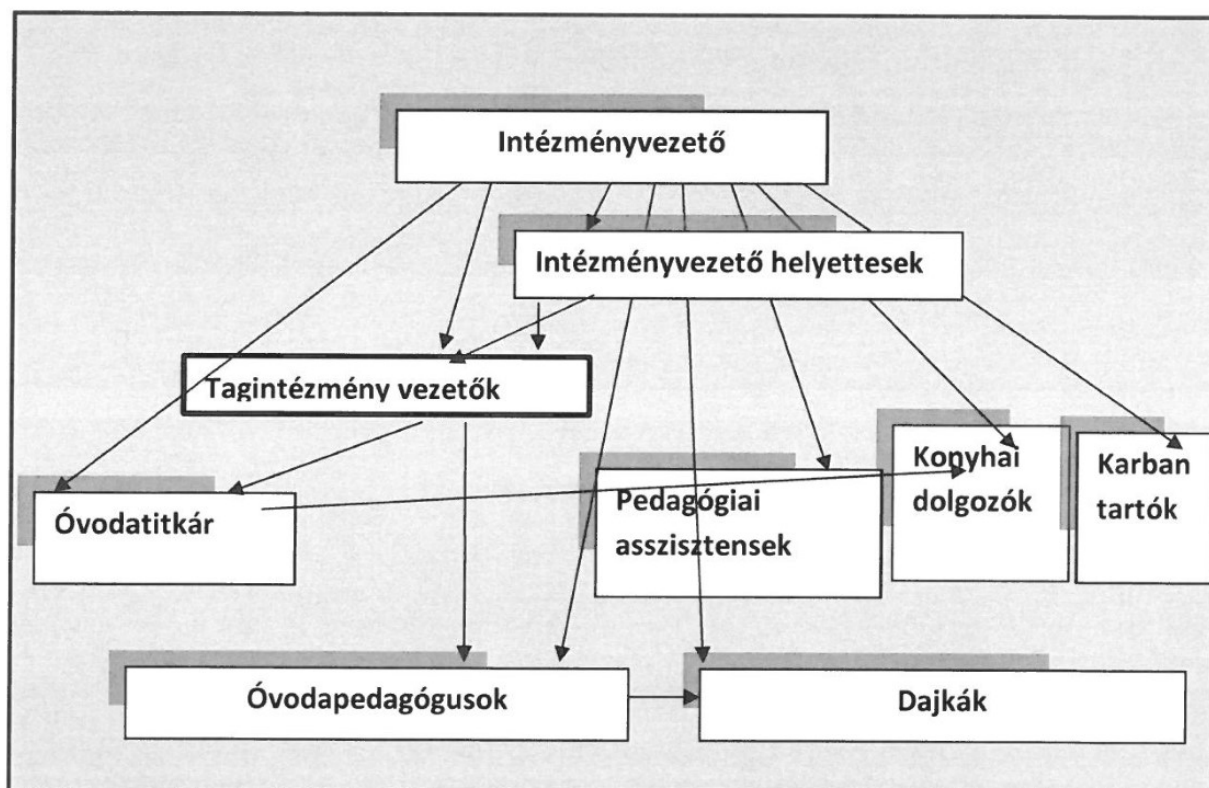 Intézményvezető
Intézményvezető helyettesek
Tagintézmény vezetők
Óvodatitkár
Pedagógiai
asszisztensek
Konyhai
dolgozók
Karban
tartók
Óvodapedagógusok
Dajkák